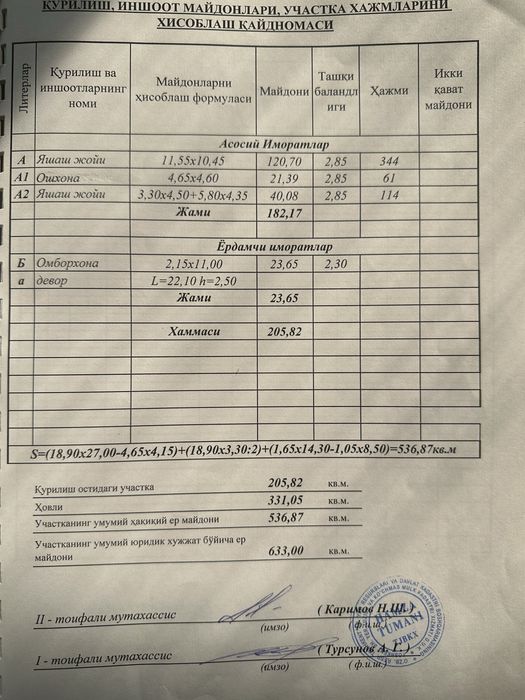 ҚУРИЛИШ, ИНШООТ МАЙДОНЛАРИ, УЧАСТКА ХАЖМЛАРИНИ
ҲИСОБЛАШ ҚАЙДНОМАСИ
Литерлар Қурилиш ва иншоотларнинг номи Майдонларни ҳисоблаш формуласи Майдони Ташқи баландлиги Ҳажми Икки қават майдони
Асосий Иморатлар
А Яшаш жойи 11,55x10,45 120,70 2,85 344
А1 Ошхона 4,65x4,60 21,39 2,85 61
А2 Яшаш жойи 3,30x4,50+5,80x4,35 40,08 2,85 114
Жами 182,17
Ёрдамчи иморатлар
Б Омборхона 2,15x11,00 23,65 2,30
а девор L=22,10 h=2,50
Жами 23,65
Хаммаси 205,82
S=(18,90x27,00-4,65x4,15)+(18,90x3,30:2)+(1,65x14,30-1,05x8,50)=536,87кв.м
Қурилиш остидаги участка 205,82 кв.м.
Ҳовли 331,05 кв.м.
Участканинг умумий ҳақиқий ер майдони 536,87 кв.м.
Участканинг умумий юридик хужжат бўйича ер
майдони 633,00 кв.м.
II - тоифали мутахассис ( Каримов Н.Ш. )
(имзо) ф.и.ш.
I - тоифали мутахассис ( Турсунов А. Г. )
(имзо) ( ф.и.ш.)
TUMANI